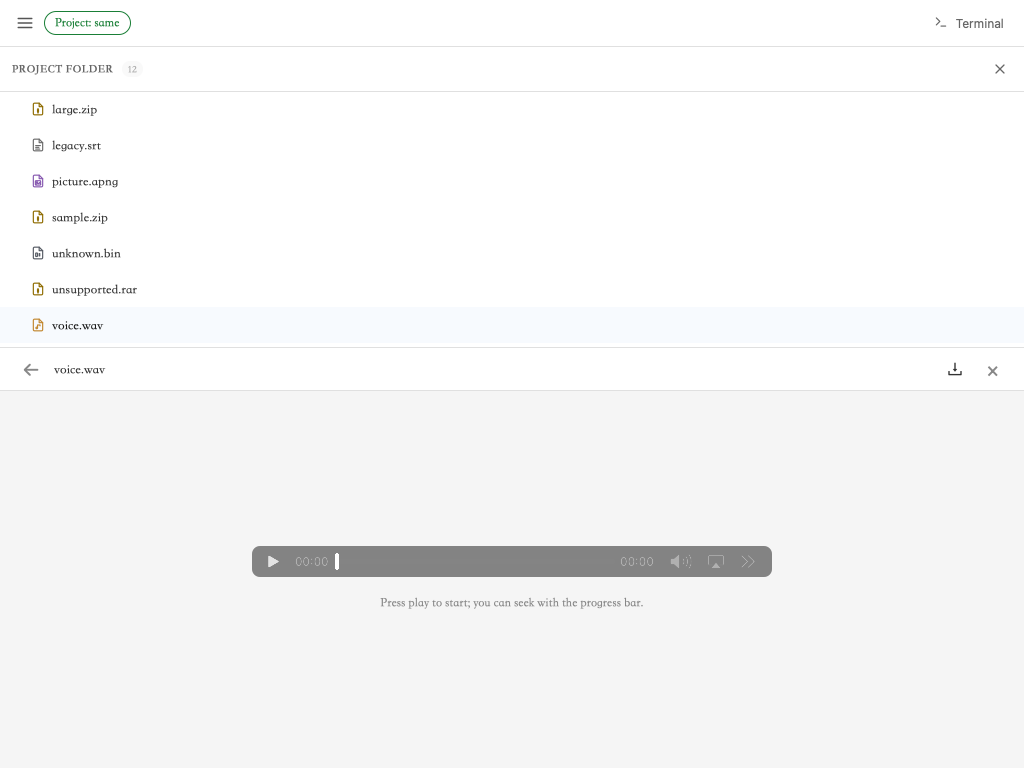 Project: same
Terminal
PROJECT FOLDER 12
large.zip
legacy.srt
picture.apng
sample.zip
unknown.bin
unsupported.rar
voice.wav
voice.wav
00:00 00:00
Press play to start; you can seek with the progress bar.